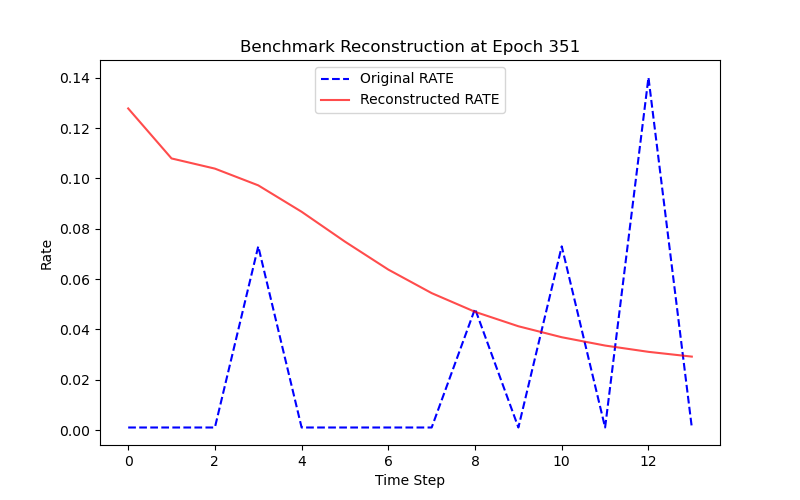 Benchmark Reconstruction at Epoch 351
Original RATE
Reconstructed RATE
0.14
0.12
0.10
0.08
0.06
0.04
0.02
0.00
Rate
0 2 4 6 8 10 12
Time Step